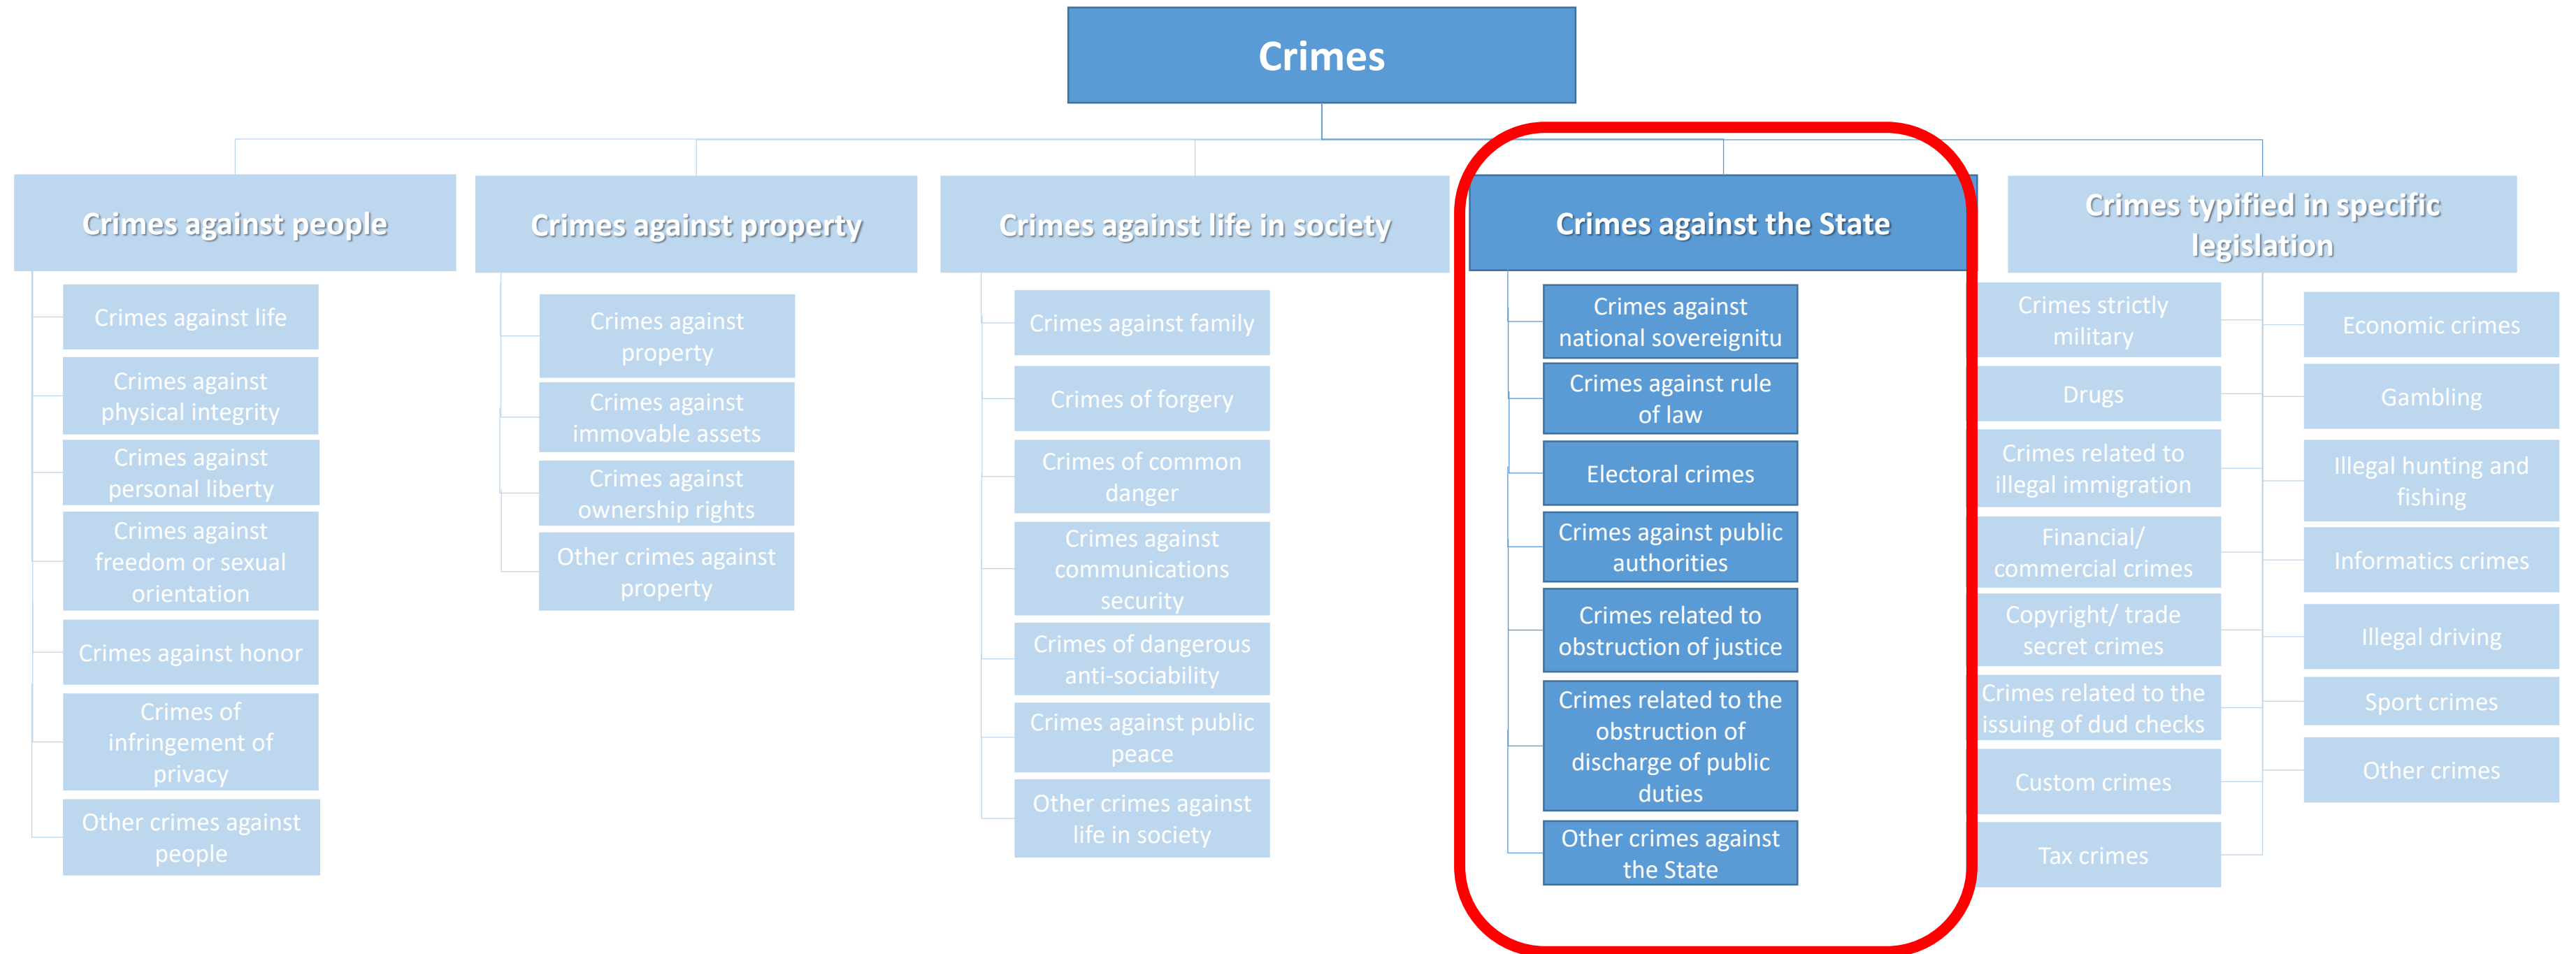 Crimes
Crimes against people
Crimes against life
Crimes against
physical integrity
Crimes against
personal liberty
Crimes against
freedom or sexual
orientation
Crimes against honor
Crimes of
infringement of
privacy
Other crimes against
people
Crimes against property
Crimes against
property
Crimes against
immovable assets
Crimes against
ownership rights
Other crimes against
property
Crimes against life in society
Crimes against family
Crimes of forgery
Crimes of common
danger
Crimes against
communications
security
Crimes of dangerous
anti-sociability
Crimes against public
peace
Other crimes against
life in society
Crimes against the State
Crimes against
national sovereignitu
Crimes against rule
of law
Electoral crimes
Crimes against public
authorities
Crimes related to
obstruction of justice
Crimes related to the
obstruction of
discharge of public
duties
Other crimes against
the State
Crimes typified in specific
legislation
Crimes strictly
military
Drugs
Crimes related to
illegal immigration
Financial/
commercial crimes
Copyright/ trade
secret crimes
Crimes related to the
issuing of dud checks
Custom crimes
Tax crimes
Economic crimes
Gambling
Illegal hunting and
fishing
Informatics crimes
Illegal driving
Sport crimes
Other crimes